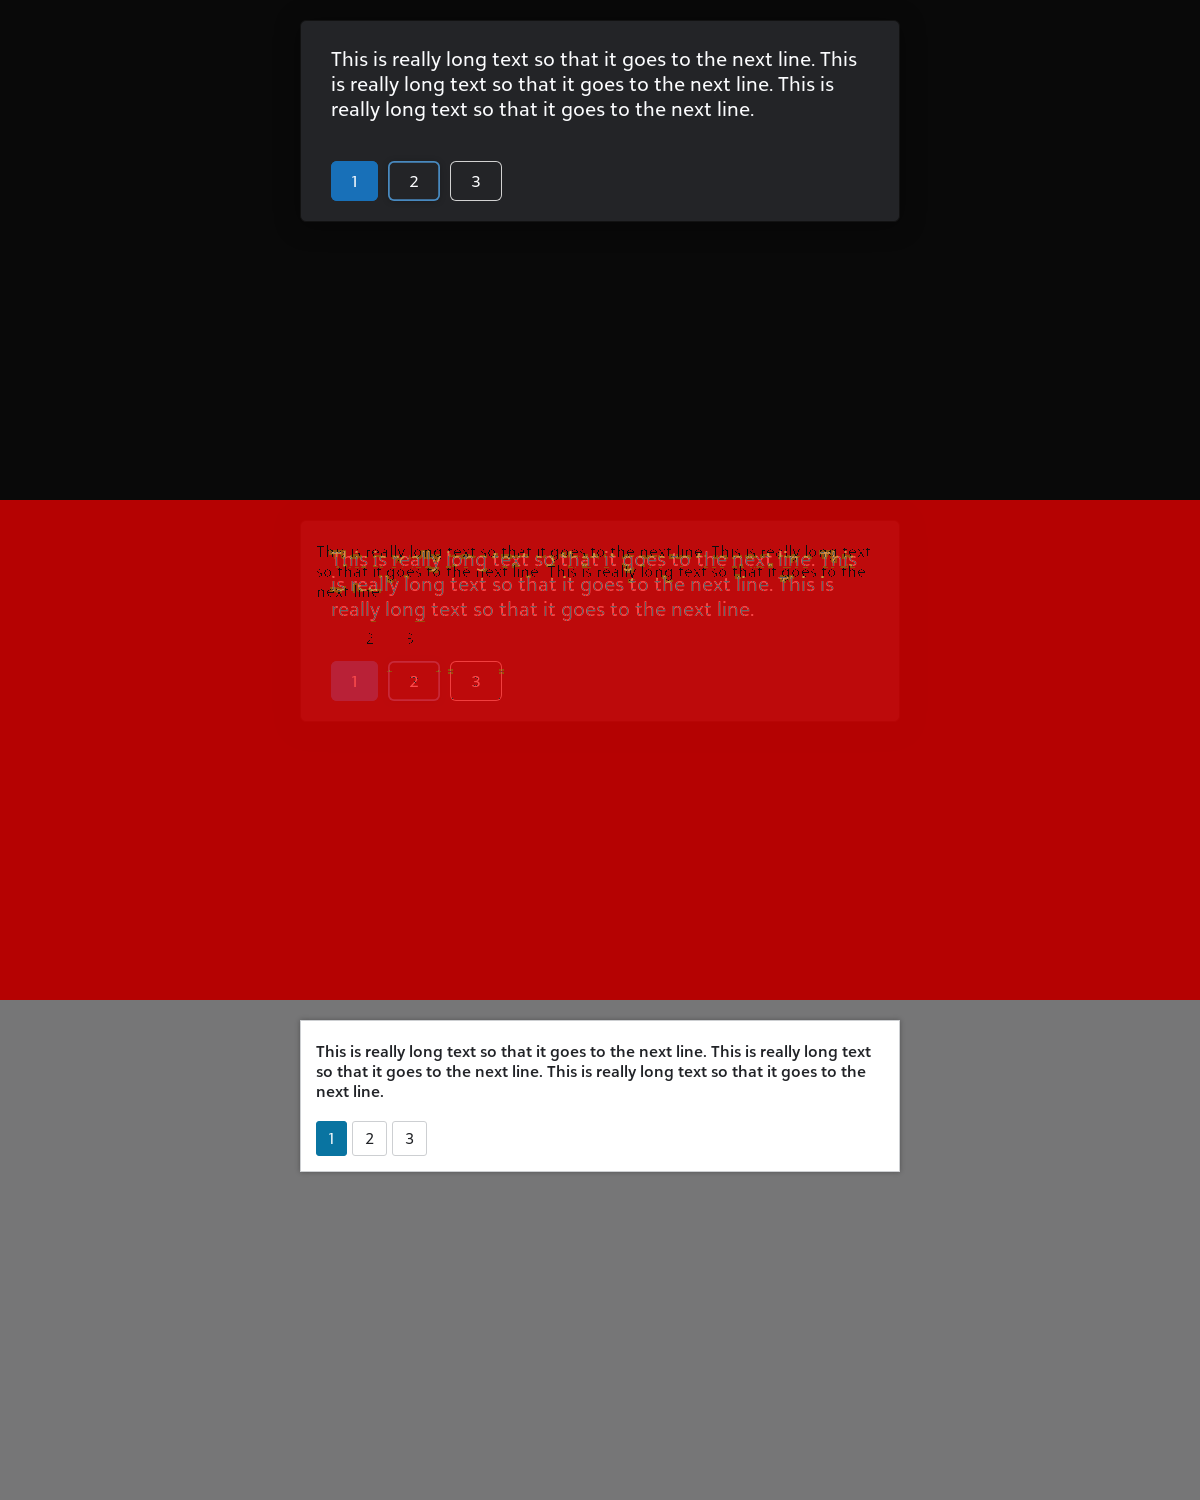 This is really long text so that it goes to the next line. This
is really long text so that it goes to the next line. This is
really long text so that it goes to the next line.
1 2 3
This is really long text so that it goes to the next line. This is really long text
This is really long text so that it goes to the next line. This
so that it goes to the next line. This is really long text so that it goes to the
is really long text so that it goes to the next line. This is
next line.
really long text so that it goes to the next line.
2 3
1 2 3
This is really long text so that it goes to the next line. This is really long text
so that it goes to the next line. This is really long text so that it goes to the
next line.
1 2 3